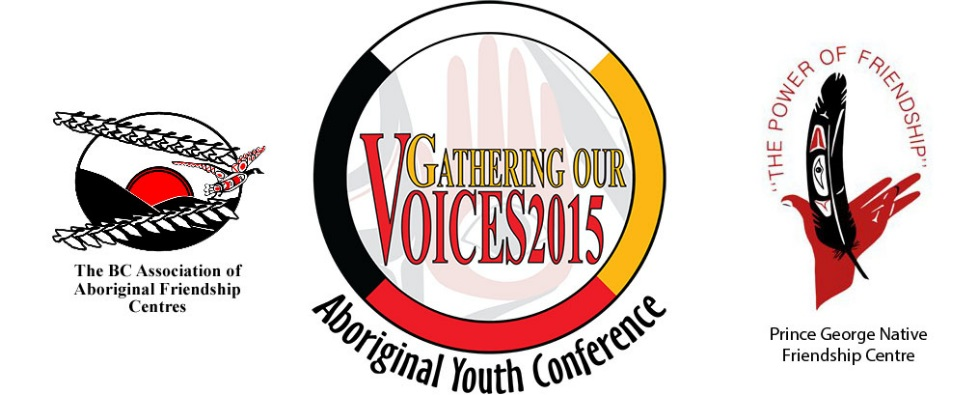 The BC Association of
Aboriginal Friendship
Centres
GATHERING OUR
VOICES2015
Aboriginal Youth Conference
"THE POWER OF FRIENDSHIP"
Prince George Native
Friendship Centre